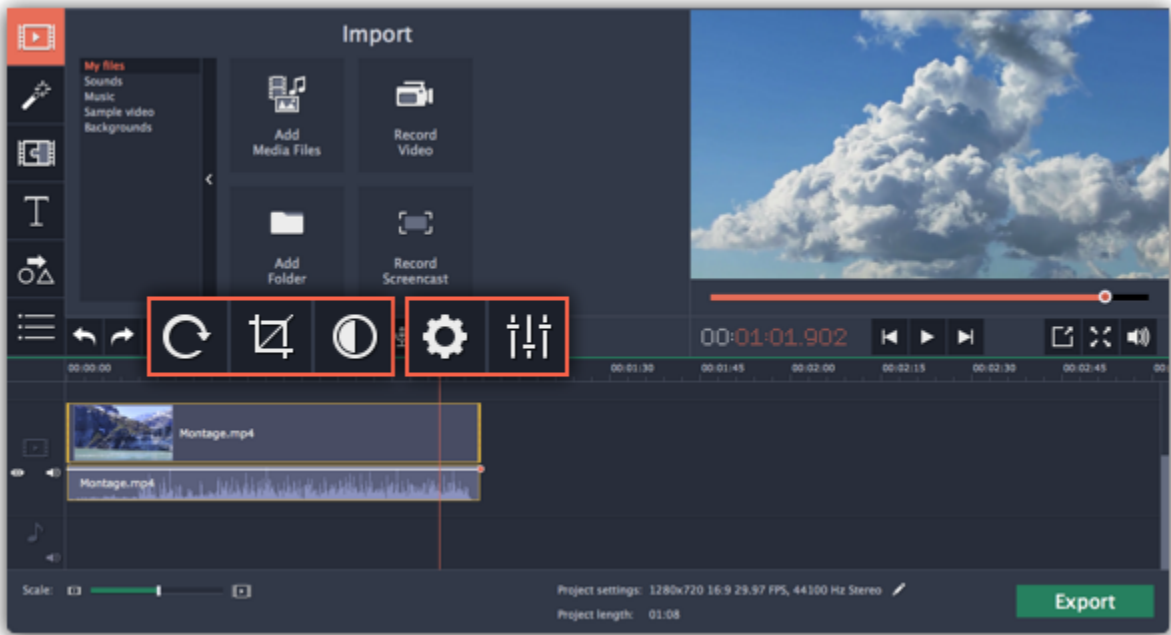 Import
My files
Sounds
Music
Sample video
Backgrounds
Add
Media Files
Record
Video
Add
Folder
Record
Screencast
T
00:01:01.902
00:00:00
00:01:30
00:01:45
00:02:00
00:02:15
00:02:30
00:02:45
00:
Montage.mp4
Montage.mp4
Scale:
Project settings: 1280x720 16:9 29.97 FPS, 44100 Hz Stereo
Project length: 01:08
Export